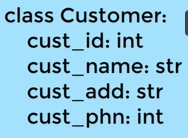 class Customer:
cust_id: int
cust_name: str
cust_add: str
cust_phn: int